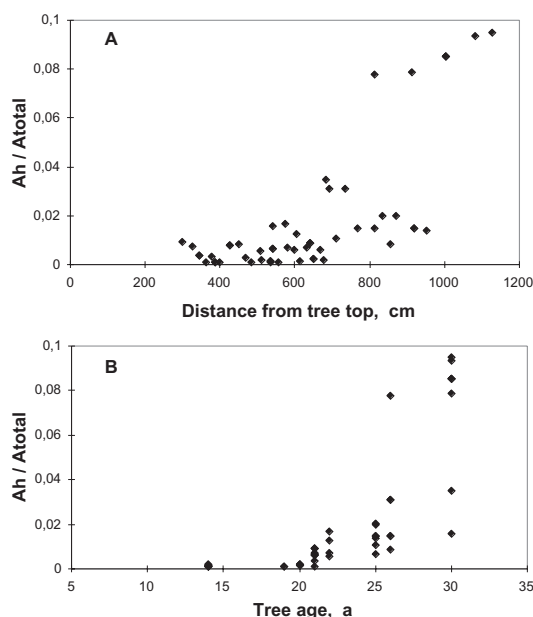 A
0,1
0,08
0,06
0,04
0,02
0
Ah / Atotal
0 200 400 600 800 1000 1200
Distance from tree top, cm
B
0,1
0,08
0,06
0,04
0,02
0
Ah / Atotal
5 10 15 20 25 30 35
Tree age, a